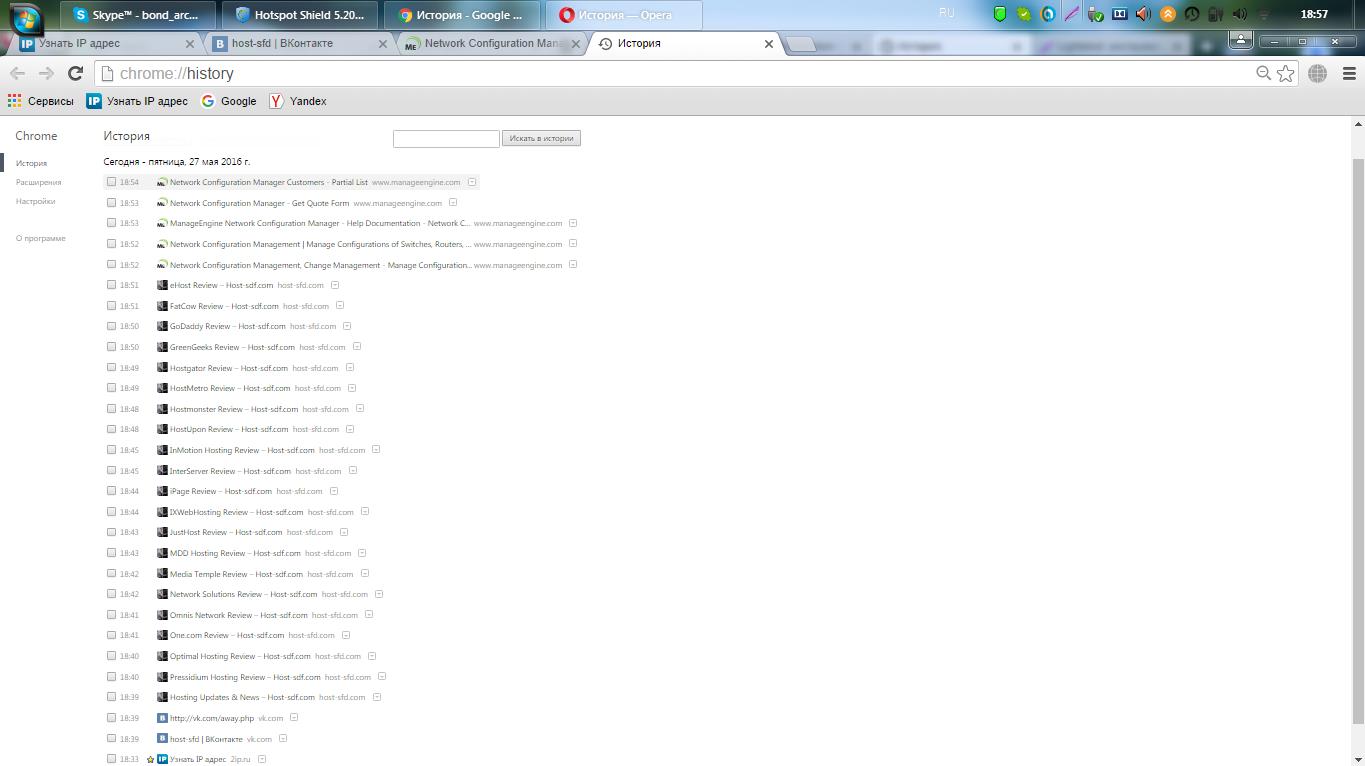 Skype™ - bond_arc...
Hotspot Shield 5.20...
История - Google ...
История — Opera
RU
18:57
IP Узнать IP адрес
B host-sfd | ВКонтакте
ME Network Configuration Mana
История
chrome://history
Сервисы
IP Узнать IP адрес
Google
Yandex
Chrome
История
Искать в истории
История
Расширения
Настройки
О программе
Сегодня - пятница, 27 мая 2016 г.
18:54 Network Configuration Manager Customers - Partial List www.manageengine.com
18:53 Network Configuration Manager - Get Quote Form www.manageengine.com
18:53 ManageEngine Network Configuration Manager - Help Documentation - Network C... www.manageengine.com
18:52 Network Configuration Management | Manage Configurations of Switches, Routers, ... www.manageengine.com
18:52 Network Configuration Management, Change Management - Manage Configuration... www.manageengine.com
18:51 eHost Review – Host-sdf.com host-sfd.com
18:51 FatCow Review – Host-sdf.com host-sfd.com
18:50 GoDaddy Review – Host-sdf.com host-sfd.com
18:50 GreenGeeks Review – Host-sdf.com host-sfd.com
18:49 Hostgator Review – Host-sdf.com host-sfd.com
18:49 HostMetro Review – Host-sdf.com host-sfd.com
18:48 Hostmonster Review – Host-sdf.com host-sfd.com
18:48 HostUpon Review – Host-sdf.com host-sfd.com
18:45 InMotion Hosting Review – Host-sdf.com host-sfd.com
18:45 InterServer Review – Host-sdf.com host-sfd.com
18:44 iPage Review – Host-sdf.com host-sfd.com
18:44 IXWebHosting Review – Host-sdf.com host-sfd.com
18:43 JustHost Review – Host-sdf.com host-sfd.com
18:43 MDD Hosting Review – Host-sdf.com host-sfd.com
18:42 Media Temple Review – Host-sdf.com host-sfd.com
18:42 Network Solutions Review – Host-sdf.com host-sfd.com
18:41 Omnis Network Review – Host-sdf.com host-sfd.com
18:41 One.com Review – Host-sdf.com host-sfd.com
18:40 Optimal Hosting Review – Host-sdf.com host-sfd.com
18:40 Pressidium Hosting Review – Host-sdf.com host-sfd.com
18:39 Hosting Updates & News – Host-sdf.com host-sfd.com
18:39 B http://vk.com/away.php vk.com
18:39 B host-sfd | ВКонтакте vk.com
18:33 IP Узнать IP адрес 2ip.ru